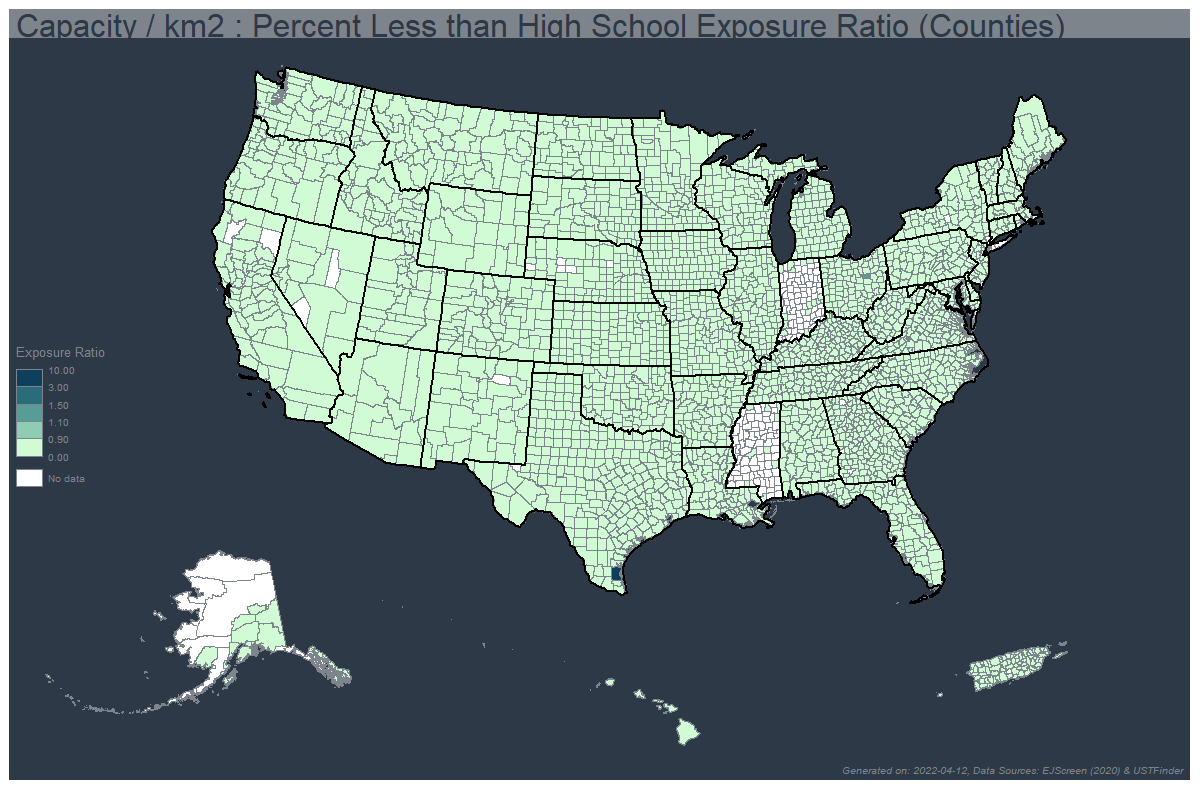 Capacity / km2 : Percent Less than High School Exposure Ratio (Counties)
Exposure Ratio
10.00
3.00
1.50
1.10
0.90
0.00
No data
Generated on: 2022-04-12, Data Sources: EJScreen (2020) & USTFinder